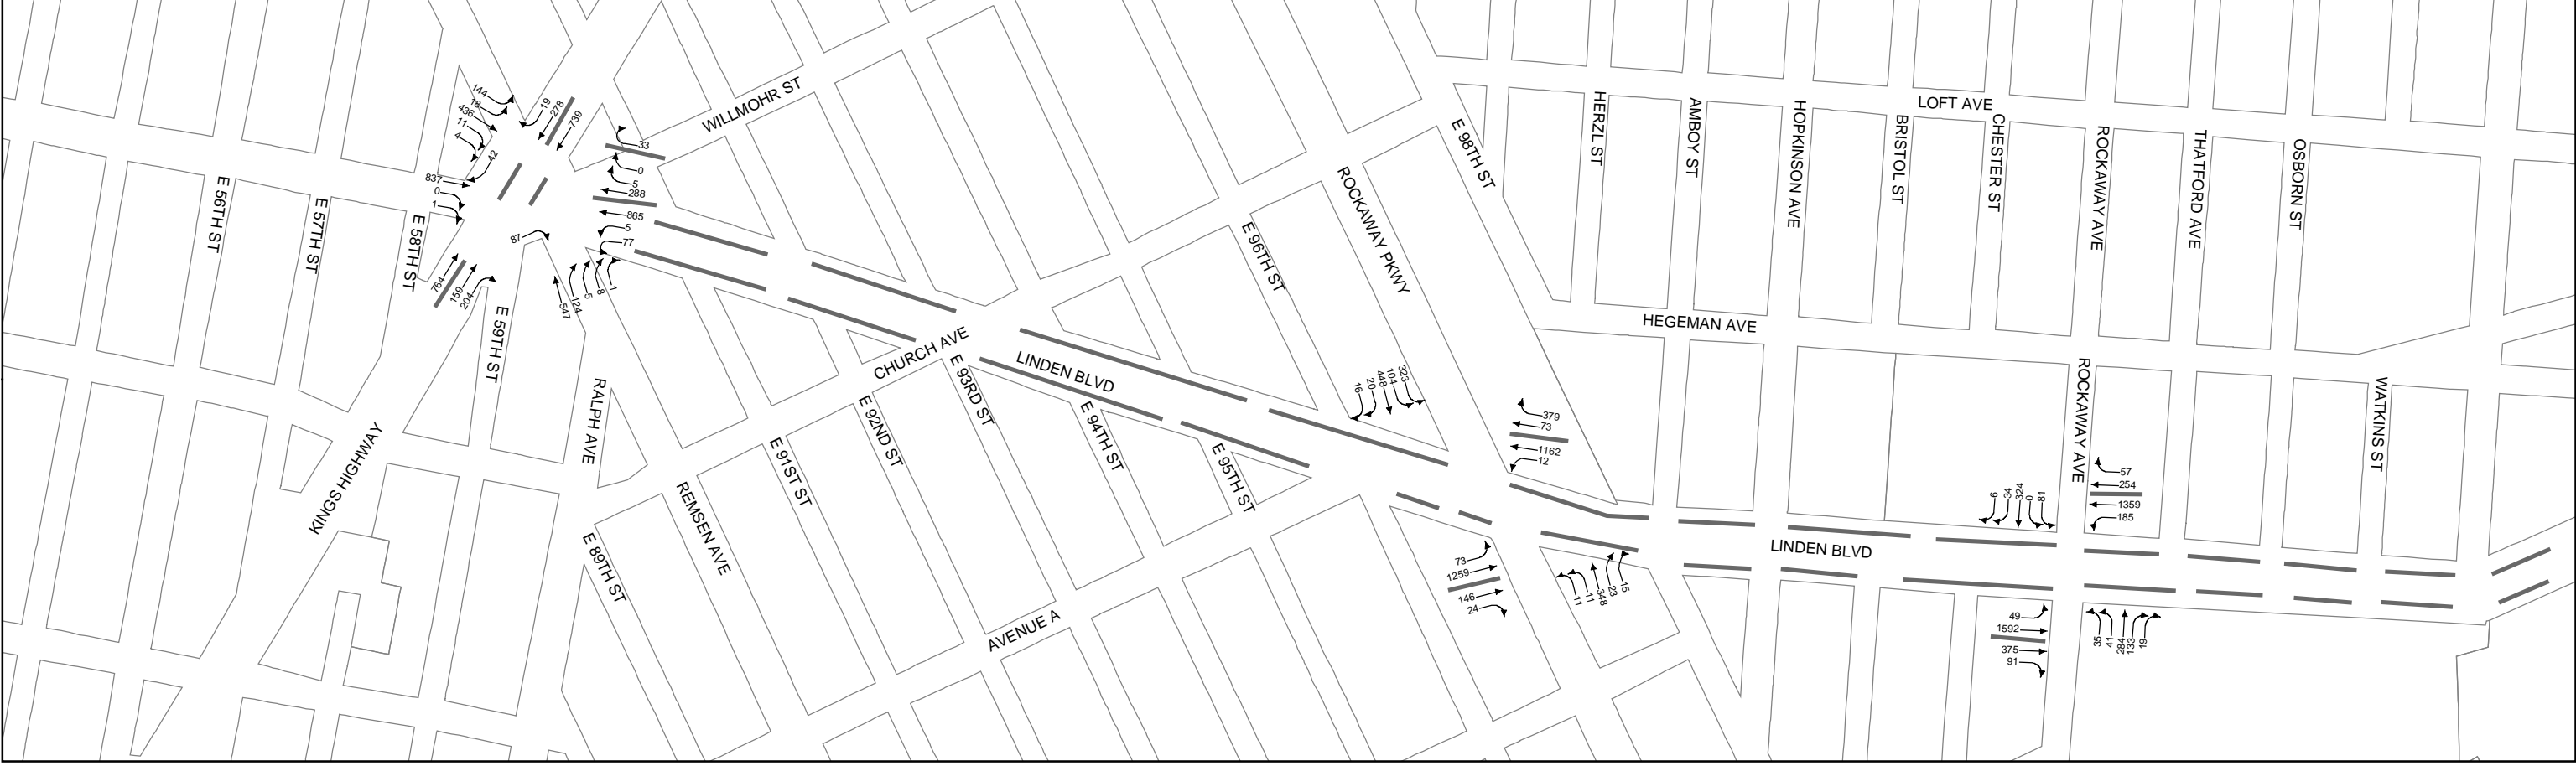 WILLMOHR ST
LOFT AVE
E 98TH ST
HERZL ST
AMBOY ST
HOPKINSON AVE
BRISTOL ST
CHESTER ST
ROCKAWAY AVE
THATFORD AVE
OSBORN ST
144
18
436
11
4
42
19
278
739
33
0
5
288
865
5
77
837
0
1
87
764
159
204
547
124
5
8
1
E 56TH ST
E 57TH ST
E 58TH ST
E 59TH ST
ROCKAWAY PKWY
E 96TH ST
HEGEMAN AVE
CHURCH AVE
LINDEN BLVD
E 93RD ST
E 92ND ST
E 94TH ST
E 95TH ST
E 91ST ST
RALPH AVE
KINGS HIGHWAY
REMSEN AVE
E 89TH ST
AVENUE A
16
20
448
104
323
379
73
1162
12
73
1259
146
24
11
11
348
23
15
ROCKAWAY AVE
WATKINS ST
LINDEN BLVD
6
34
324
0
81
57
254
1359
185
49
1592
375
91
35
41
284
133
19